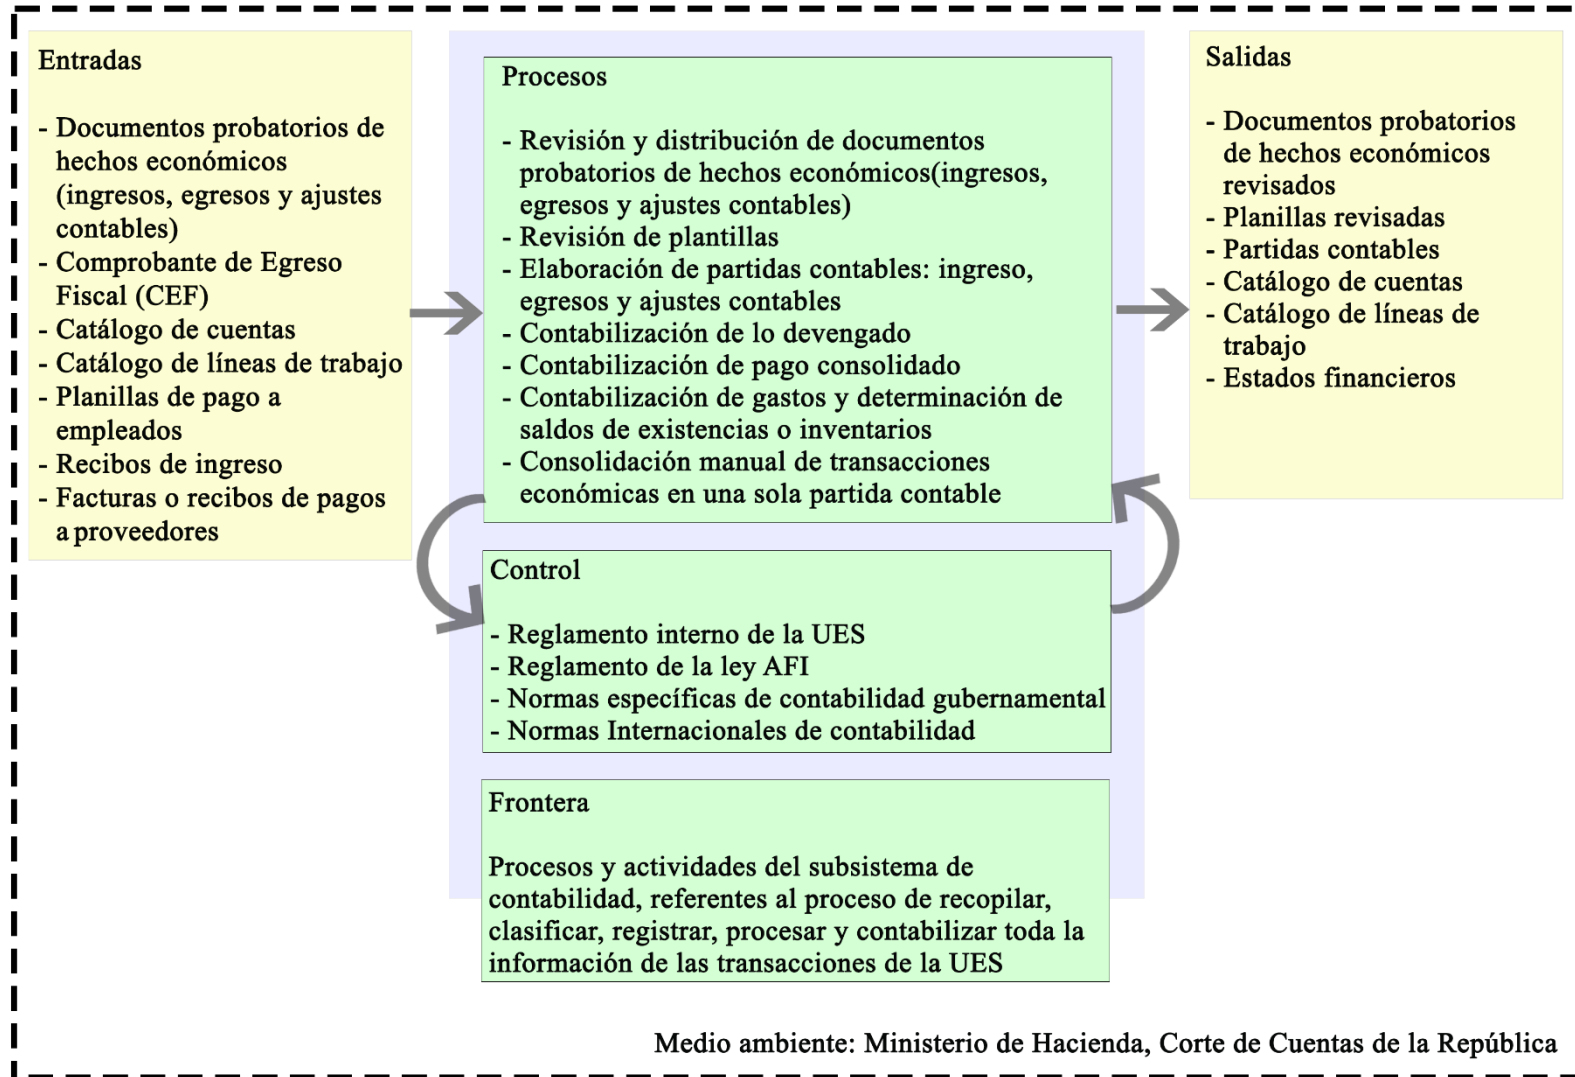 Entradas
- Documentos probatorios de
hechos económicos
(ingresos, egresos y ajustes
contables)
- Comprobante de Egreso
Fiscal (CEF)
- Catálogo de cuentas
- Catálogo de líneas de trabajo
- Planillas de pago a
empleados
- Recibos de ingreso
- Facturas o recibos de pagos
a proveedores
Procesos
- Revisión y distribución de documentos
probatorios de hechos económicos(ingresos,
egresos y ajustes contables)
- Revisión de plantillas
- Elaboración de partidas contables: ingreso,
egresos y ajustes contables
- Contabilización de lo devengado
- Contabilización de pago consolidado
- Contabilización de gastos y determinación de
saldos de existencias o inventarios
- Consolidación manual de transacciones
económicas en una sola partida contable
Control
- Reglamento interno de la UES
- Reglamento de la ley AFI
- Normas específicas de contabilidad gubernamental
- Normas Internacionales de contabilidad
Frontera
Procesos y actividades del subsistema de
contabilidad, referentes al proceso de recopilar,
clasificar, registrar, procesar y contabilizar toda la
información de las transacciones de la UES
Salidas
- Documentos probatorios
de hechos económicos
revisados
- Planillas revisadas
- Partidas contables
- Catálogo de cuentas
- Catálogo de líneas de
trabajo
- Estados financieros
Medio ambiente: Ministerio de Hacienda, Corte de Cuentas de la República